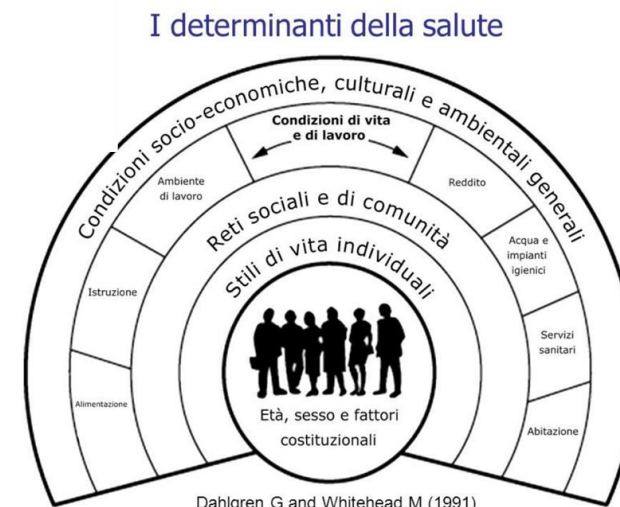 I determinanti della salute
Condizioni socio-economiche, culturali e ambientali generali
Condizioni di vita
e di lavoro
Ambiente
di lavoro
Reddito
Reti sociali e di comunità
Acqua e
impianti
igienici
Stili di vita individuali
Istruzione
Servizi
sanitari
Alimentazione
Età, sesso e fattori
costituzionali
Abitazione
Dahlgren G and Whitehead M (1991)